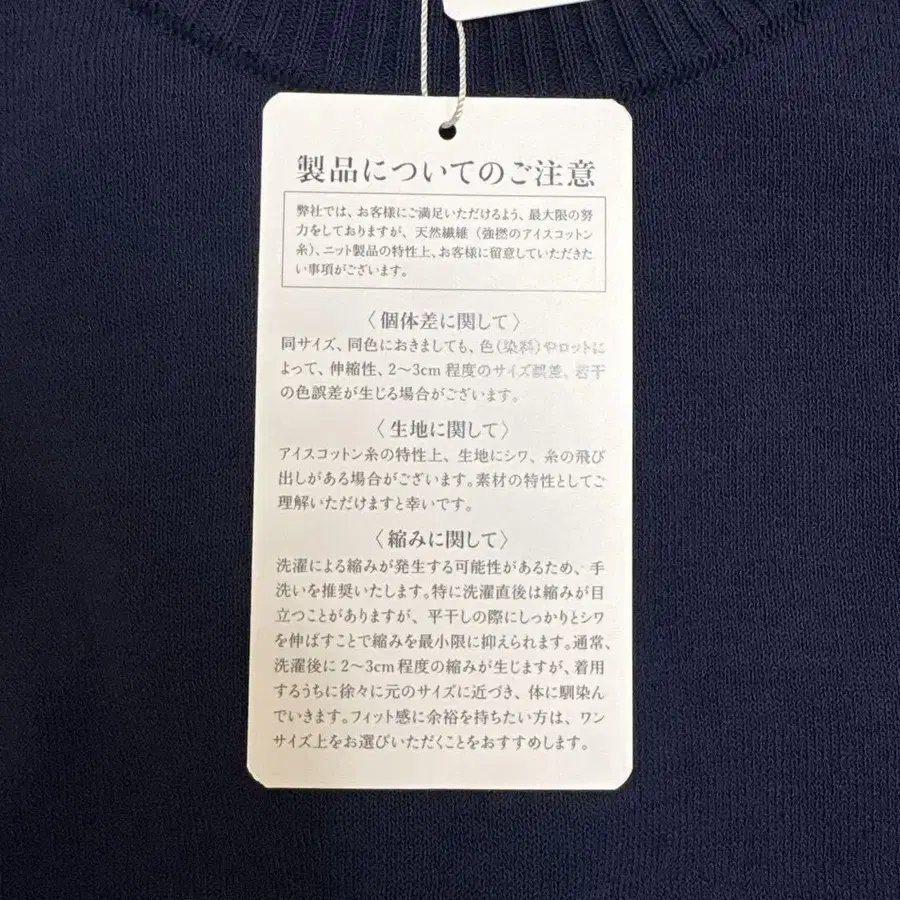 製品についてのご注意
弊社では、お客様にご満足いただけるよう、最大限の努
力をしておりますが、天然繊維（強撚のアイスコットン
糸）、ニット製品の特性上、お客様に留意していただきた
い事項がございます。
〈個体差に関して〉
同サイズ、同色におきましても、色（染料）やロットに
よって、伸縮性、2〜3cm程度のサイズ誤差、若干
の色誤差が生じる場合がございます。
〈生地に関して〉
アイスコットン糸の特性上、生地にシワ、糸の飛び
出しがある場合がございます。素材の特性としてご
理解いただけますと幸いです。
〈縮みに関して〉
洗濯による縮みが発生する可能性があるため、手
洗いを推奨いたします。特に洗濯直後は縮みが目
立つことがありますが、平干しの際にしっかりとシワ
を伸ばすことで縮みを最小限に抑えられます。通常、
洗濯後に2〜3cm程度の縮みが生じますが、着用
するうちに徐々に元のサイズに近づき、体に馴染ん
でいきます。フィット感に余裕を持ちたい方は、ワン
サイズ上をお選びいただくことをおすすめします。